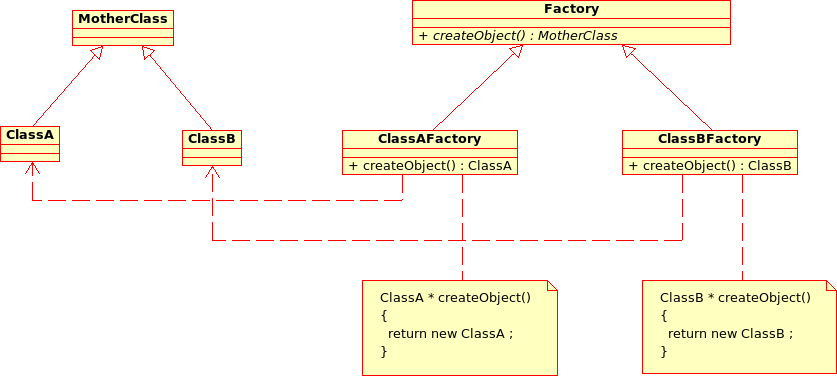 MotherClass
Factory
+ createObject() : MotherClass
ClassA
ClassB
ClassAFactory
+ createObject() : ClassA
ClassBFactory
+ createObject() : ClassB
ClassA * createObject()
{
return new ClassA ;
}
ClassB * createObject()
{
return new ClassB ;
}